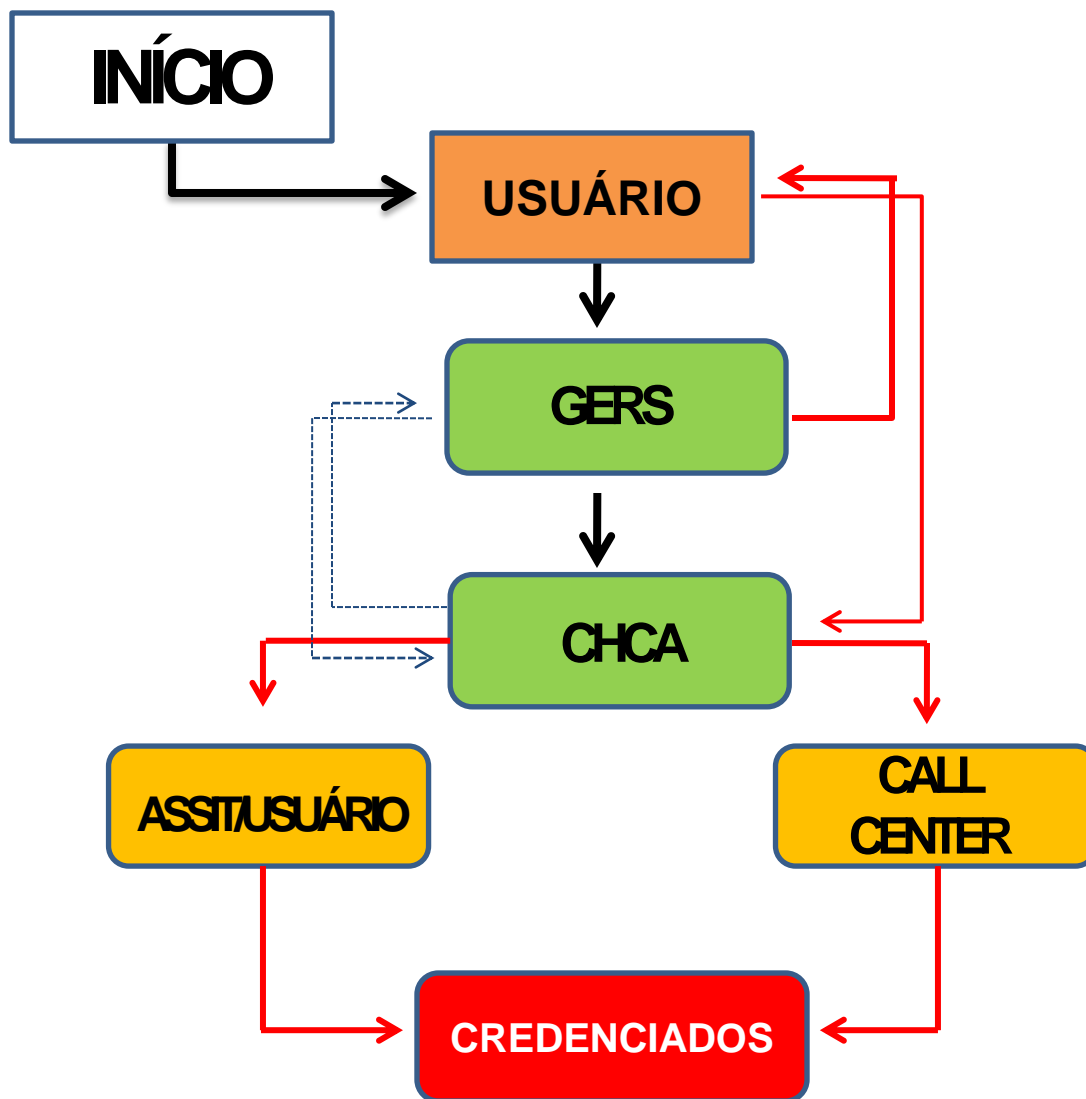 INÍCIO
USUÁRIO
GERS
CHCA
ASSIT/USUÁRIO
CALL
CENTER
CREDENCIADOS